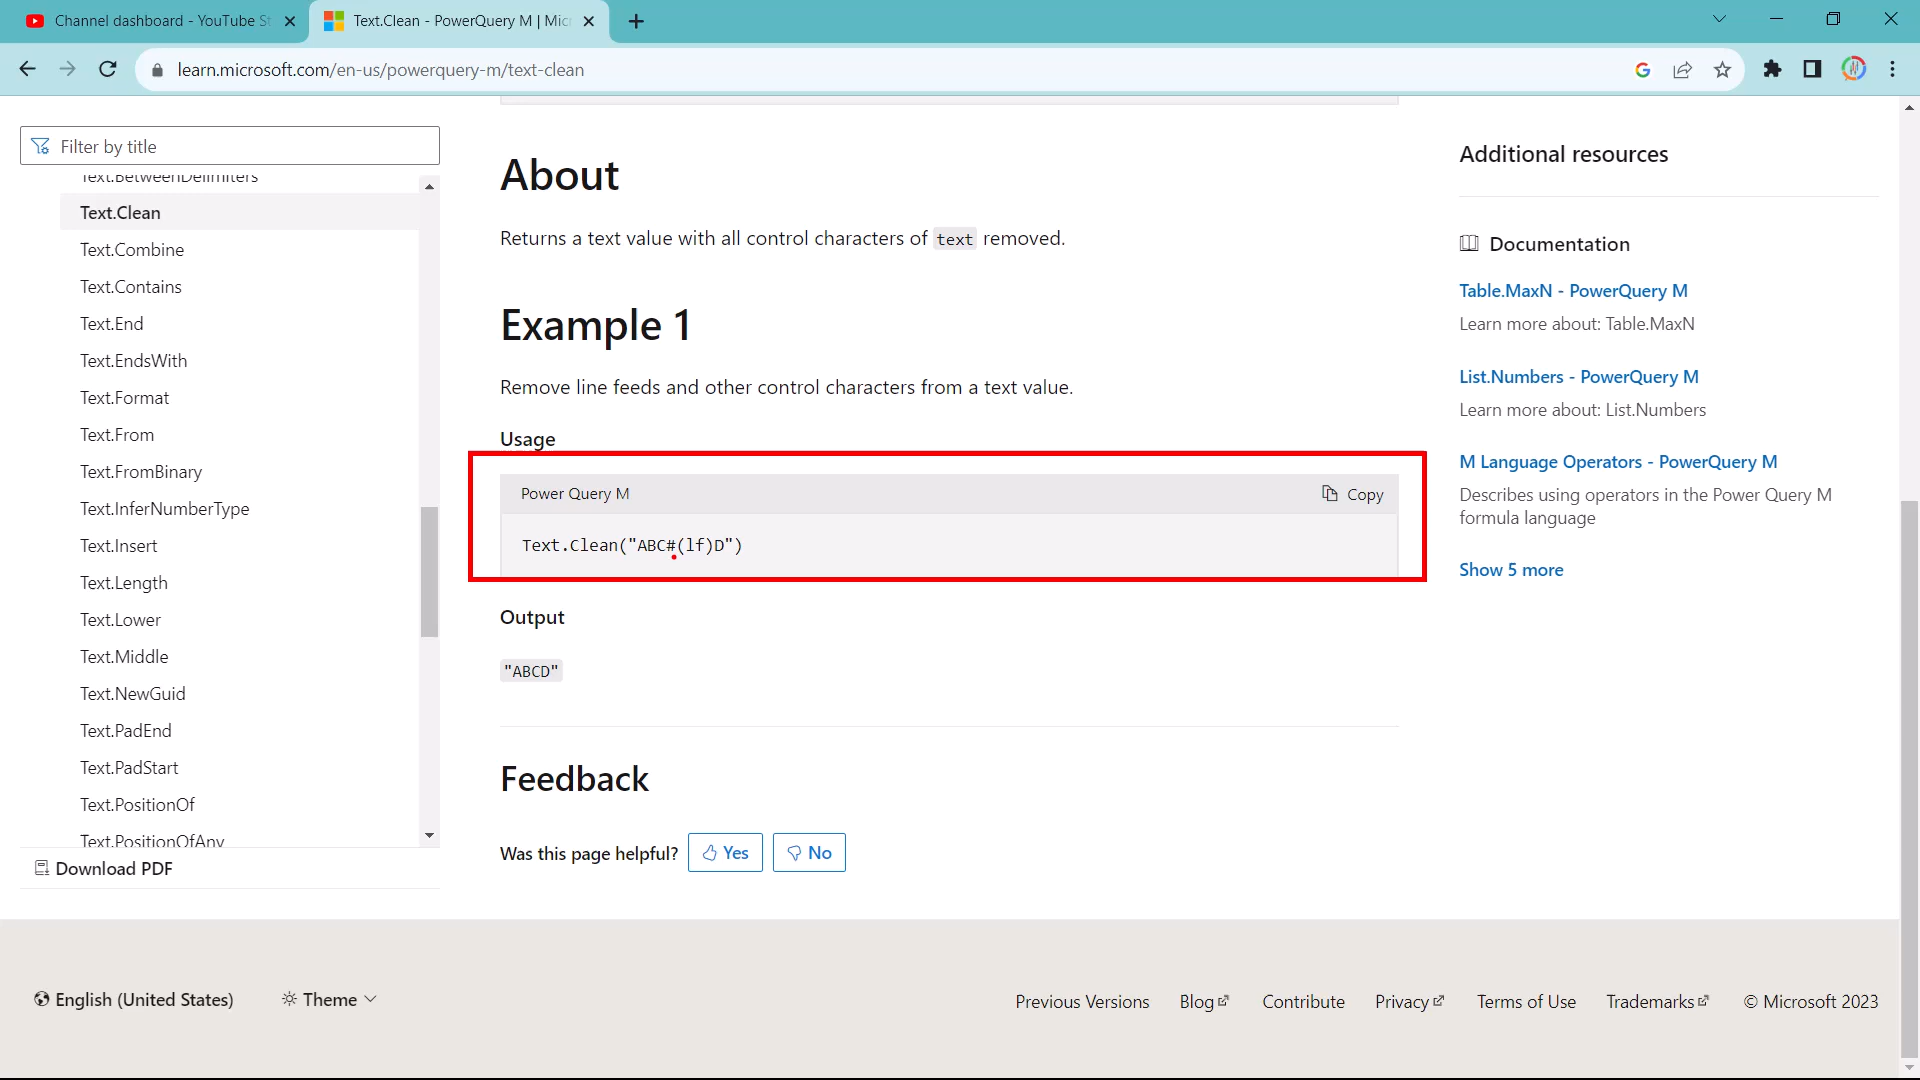 Channel dashboard - YouTube St
Text.Clean - PowerQuery M | Mic
learn.microsoft.com/en-us/powerquery-m/text-clean
Filter by title
Text.BetweenDelimiters
Text.Clean
Text.Combine
Text.Contains
Text.End
Text.EndsWith
Text.Format
Text.From
Text.FromBinary
Text.InferNumberType
Text.Insert
Text.Length
Text.Lower
Text.Middle
Text.NewGuid
Text.PadEnd
Text.PadStart
Text.PositionOf
Text.PositionOfAny
Download PDF
About
Returns a text value with all control characters of text removed.
Example 1
Remove line feeds and other control characters from a text value.
Usage
Power Query M
Copy
Text.Clean("ABC#(lf)D")
Output
"ABCD"
Feedback
Was this page helpful?
Yes
No
Additional resources
Documentation
Table.MaxN - PowerQuery M
Learn more about: Table.MaxN
List.Numbers - PowerQuery M
Learn more about: List.Numbers
M Language Operators - PowerQuery M
Describes using operators in the Power Query M
formula language
Show 5 more
English (United States)
Theme
Previous Versions
Blog
Contribute
Privacy
Terms of Use
Trademarks
© Microsoft 2023